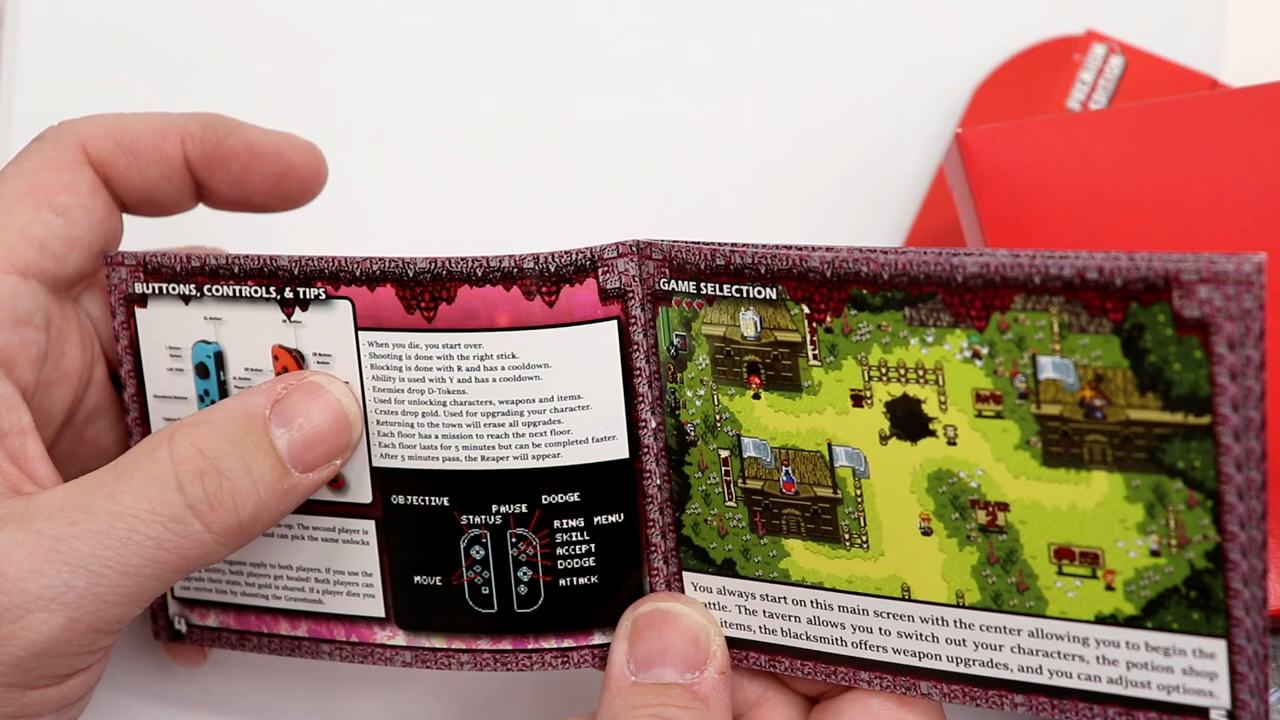 PREMIUM
EDITION
BUTTONS, CONTROLS, & TIPS
- When you die, you start over.
- Shooting is done with the right stick.
- Blocking is done with R and has a cooldown.
- Ability is used with Y and has a cooldown.
- Enemies drop D-Tokens.
- Used for unlocking characters, weapons and items.
- Crates drop gold. Used for upgrading your character.
- Returning to the town will erase all upgrades.
- Each floor has a mission to reach the next floor.
- Each floor lasts for 5 minutes but can be completed faster.
- After 5 minutes pass, the Reaper will appear.
OBJECTIVE
STATUS
PAUSE
DODGE
RING MENU
SKILL
ACCEPT
DODGE
ATTACK
MOVE
The second player is
and can pick the same unlocks
apply to both players. If you use the
both players get healed! Both players can
their stats, but gold is shared. If a player dies you
can revive him by shooting the Gravetomb.
4
GAME SELECTION
PLAYER
2
You always start on this main screen with the center allowing you to begin the
The tavern allows you to switch out your characters, the potion shop
items, the blacksmith offers weapon upgrades, and you can adjust options.